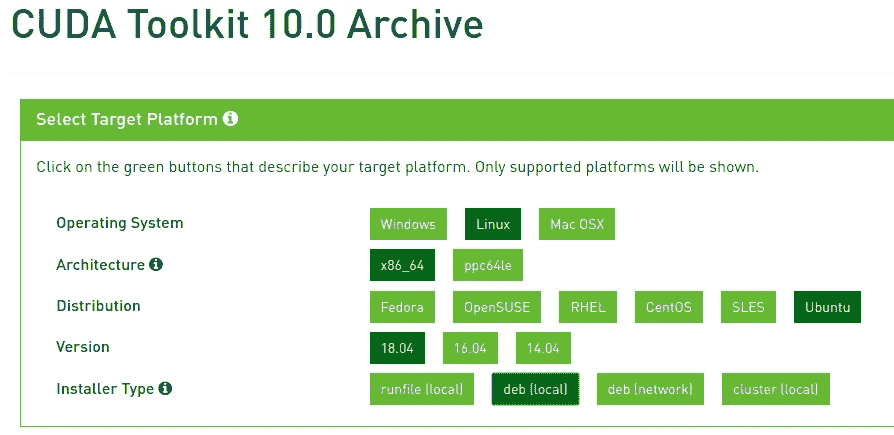 CUDA Toolkit 10.0 Archive
Select Target Platform
Click on the green buttons that describe your target platform. Only supported platforms will be shown.
Operating System Windows Linux Mac OSX
Architecture x86_64 ppc64le
Distribution Fedora OpenSUSE RHEL CentOS SLES Ubuntu
Version 18.04 16.04 14.04
Installer Type runfile (local) deb (local) deb (network) cluster (local)